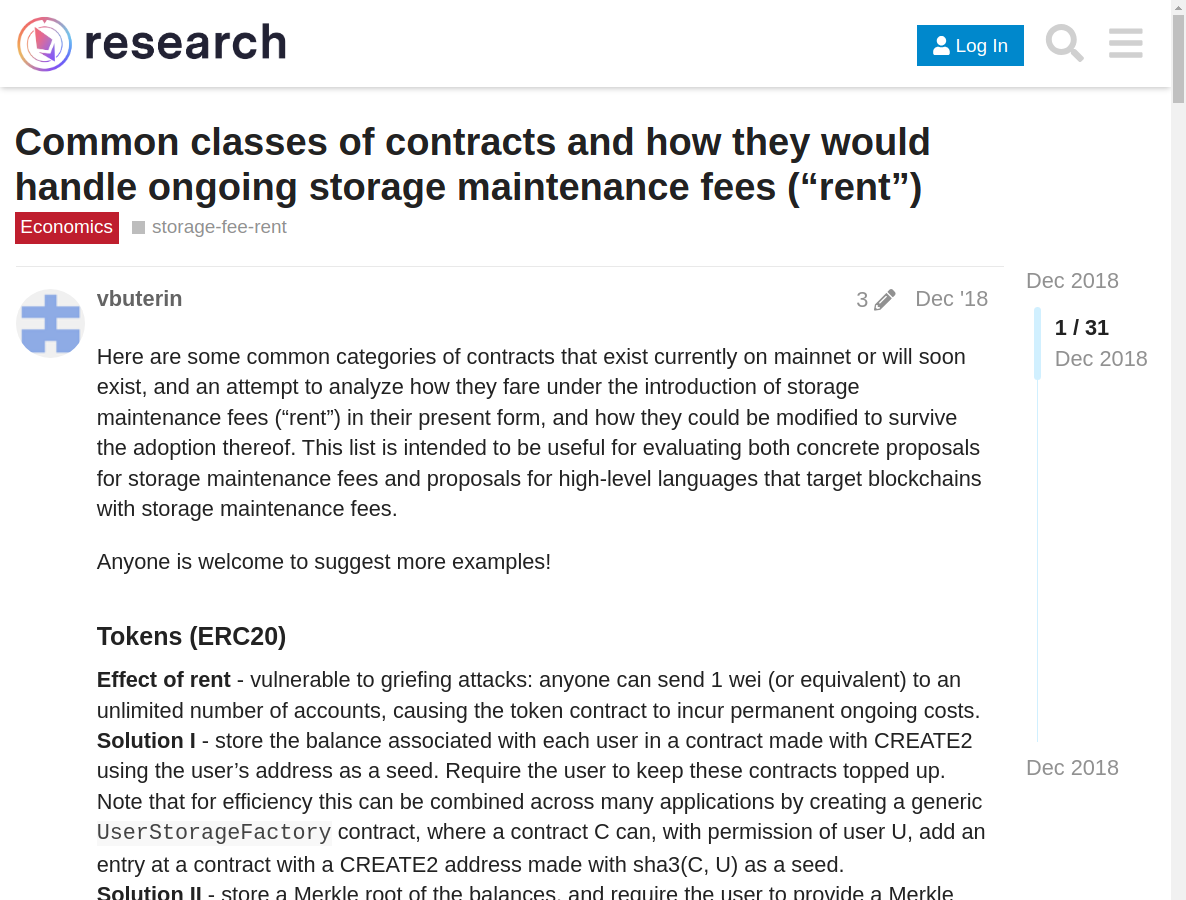 research
Log In
Common classes of contracts and how they would
handle ongoing storage maintenance fees (“rent”)
Economics storage-fee-rent
Dec 2018
vbuterin 3 Dec '18
1 / 31
Dec 2018
Here are some common categories of contracts that exist currently on mainnet or will soon
exist, and an attempt to analyze how they fare under the introduction of storage
maintenance fees (“rent”) in their present form, and how they could be modified to survive
the adoption thereof. This list is intended to be useful for evaluating both concrete proposals
for storage maintenance fees and proposals for high-level languages that target blockchains
with storage maintenance fees.
Anyone is welcome to suggest more examples!
Tokens (ERC20)
Effect of rent - vulnerable to griefing attacks: anyone can send 1 wei (or equivalent) to an
unlimited number of accounts, causing the token contract to incur permanent ongoing costs.
Solution I - store the balance associated with each user in a contract made with CREATE2
using the user’s address as a seed. Require the user to keep these contracts topped up.
Note that for efficiency this can be combined across many applications by creating a generic
UserStorageFactory contract, where a contract C can, with permission of user U, add an
entry at a contract with a CREATE2 address made with sha3(C, U) as a seed.
Solution II - store a Merkle root of the balances, and require the user to provide a Merkle
Dec 2018